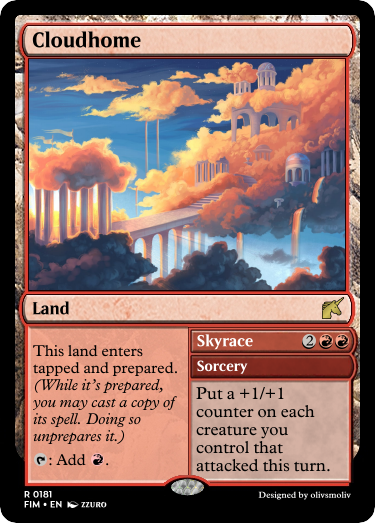 Cloudhome
Land
This land enters
tapped and prepared.
(While it's prepared,
you may cast a copy of
its spell. Doing so
unprepares it.)
: Add .
Skyrace 2
Sorcery
Put a +1/+1
counter on each
creature you
control that
attacked this turn.
R 0181
FIM • EN ZZURO
Designed by olivsmoliv